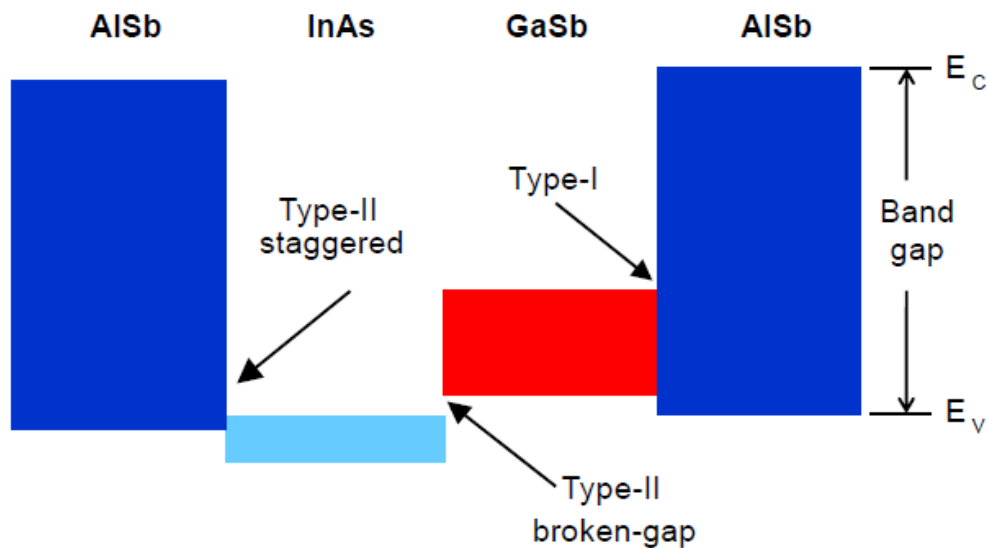 AlSb
InAs
GaSb
AlSb
E C
Type-I
Type-II
staggered
Band
gap
E V
Type-II
broken-gap